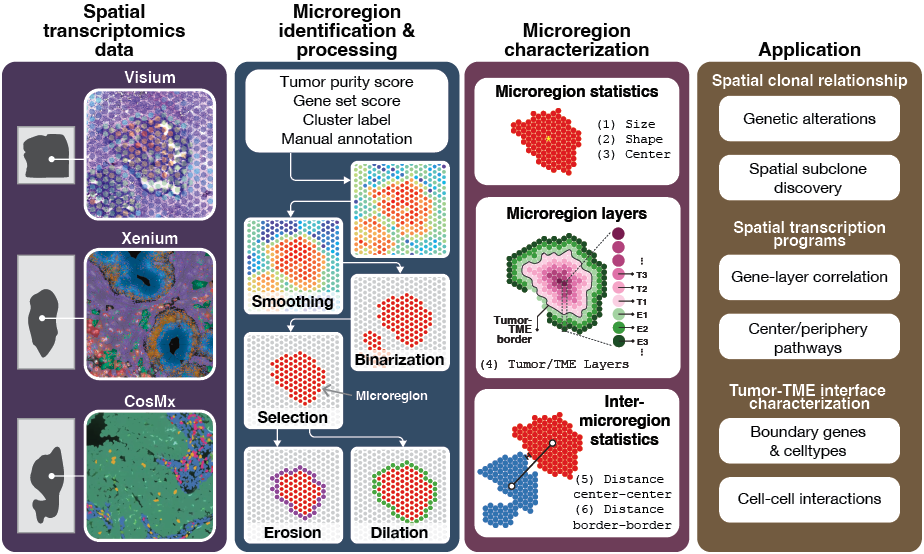 Spatial
transcriptomics
data
Visium
Xenium
CosMx
Microregion
identification &
processing
Tumor purity score
Gene set score
Cluster label
Manual annotation
Smoothing
Binarization
Microregion
Selection
Erosion
Dilation
Microregion
characterization
Microregion statistics
(1) Size
(2) Shape
(3) Center
Microregion layers
⋮
T3
T2
T1
E1
E2
E3
⋮
Tumor-
TME
border
(4) Tumor/TME Layers
Inter-
microregion
statistics
(5) Distance
center-center
(6) Distance
border-border
Application
Spatial clonal relationship
Genetic alterations
Spatial subclone
discovery
Spatial transcription
programs
Gene-layer correlation
Center/periphery
pathways
Tumor-TME interface
characterization
Boundary genes
& celltypes
Cell-cell interactions